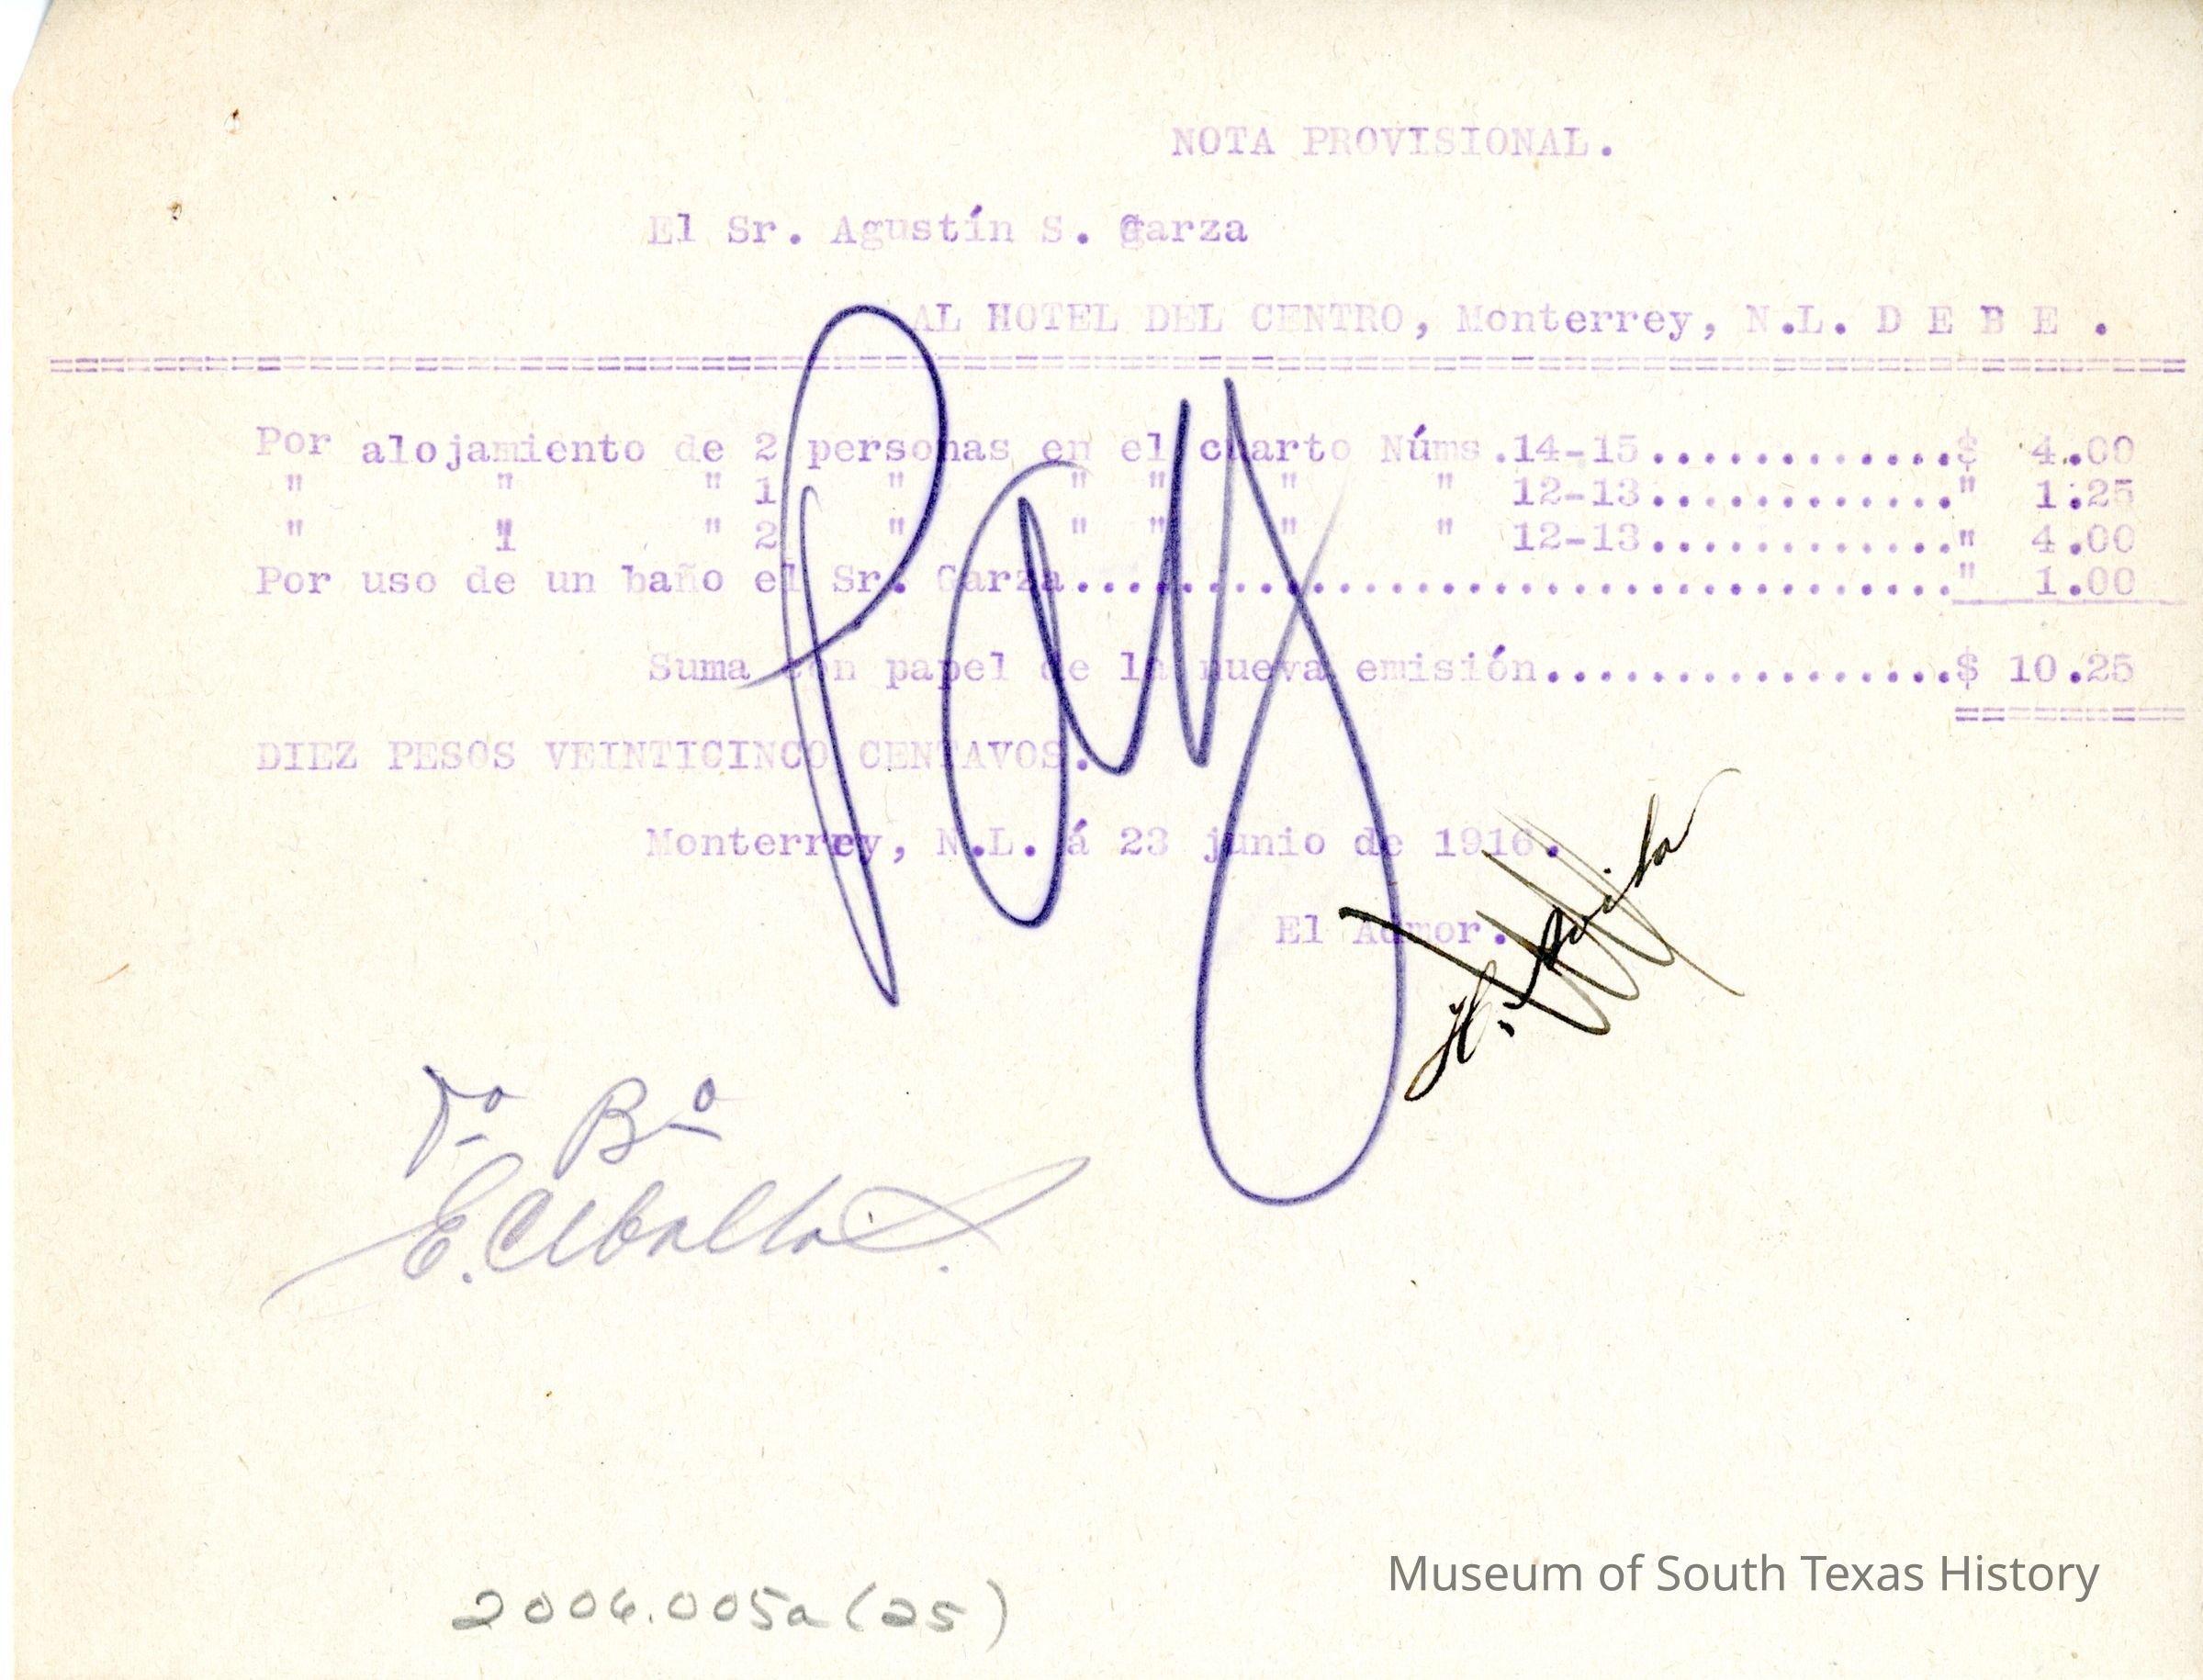 NOTA PROVISIONAL.
El Sr. Agustín S. Garza
AL HOTEL DEL CENTRO, Monterrey, N.L. D E B E .
Por alojamiento de 2 personas en el cuarto Núms.14-15............$ 4.00
" " " 1 " " " " " 12-13............" 1.25
" " " 2 " " " " " 12-13............" 4.00
Por uso de un baño el Sr. Garza.................................." 1.00
Suma con papel de la nueva emisión................$ 10.25
DIEZ PESOS VEINTICINCO CENTAVOS.
Monterrey, N.L. á 23 junio de 1916.
El Admor.
Pay
Vo Bo
2004.005a(25)
Museum of South Texas History